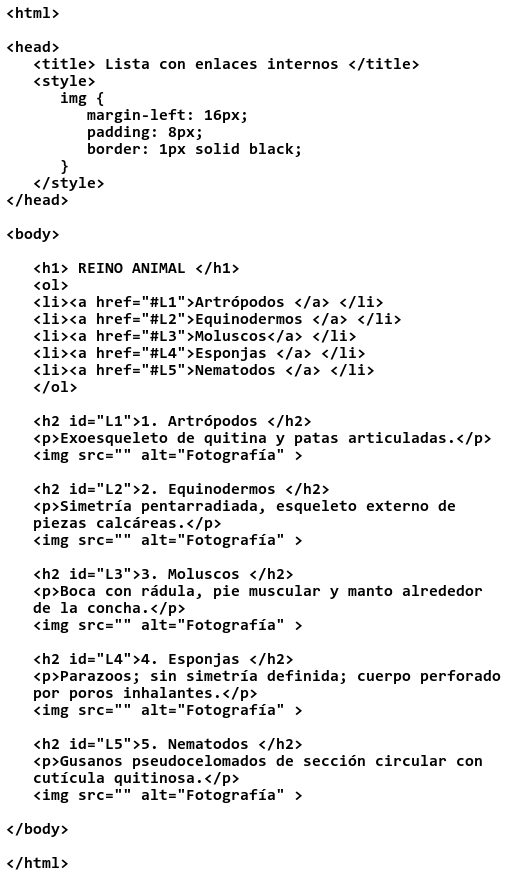 <html>
<head>
<title> Lista con enlaces internos </title>
<style>
img {
margin-left: 16px;
padding: 8px;
border: 1px solid black;
}
</style>
</head>
<body>
<h1> REINO ANIMAL </h1>
<ol>
<li><a href="#L1">Artrópodos </a> </li>
<li><a href="#L2">Equinodermos </a> </li>
<li><a href="#L3">Moluscos</a> </li>
<li><a href="#L4">Esponjas </a> </li>
<li><a href="#L5">Nematodos </a> </li>
</ol>
<h2 id="L1">1. Artrópodos </h2>
<p>Exoesqueleto de quitina y patas articuladas.</p>
<img src="" alt="Fotografía" >
<h2 id="L2">2. Equinodermos </h2>
<p>Simetría pentarradiada, esqueleto externo de
piezas calcáreas.</p>
<img src="" alt="Fotografía" >
<h2 id="L3">3. Moluscos </h2>
<p>Boca con rádula, pie muscular y manto alrededor
de la concha.</p>
<img src="" alt="Fotografía" >
<h2 id="L4">4. Esponjas </h2>
<p>Parazoos; sin simetría definida; cuerpo perforado
por poros inhalantes.</p>
<img src="" alt="Fotografía" >
<h2 id="L5">5. Nematodos </h2>
<p>Gusanos pseudocelomados de sección circular con
cutícula quitinosa.</p>
<img src="" alt="Fotografía" >
</body>
</html>